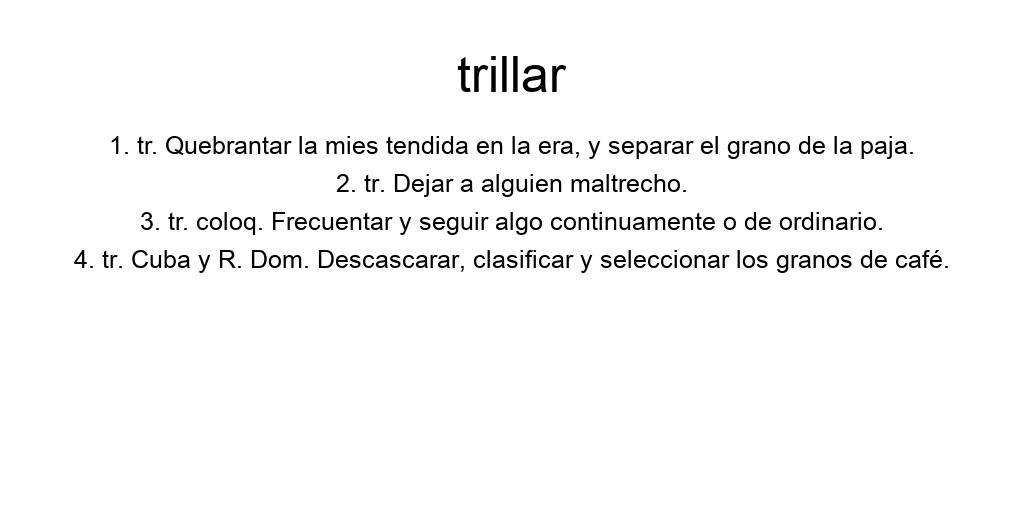 trillar
1. tr. Quebrantar la mies tendida en la era, y separar el grano de la paja.
2. tr. Dejar a alguien maltrecho.
3. tr. coloq. Frecuentar y seguir algo continuamente o de ordinario.
4. tr. Cuba y R. Dom. Descascarar, clasificar y seleccionar los granos de café.